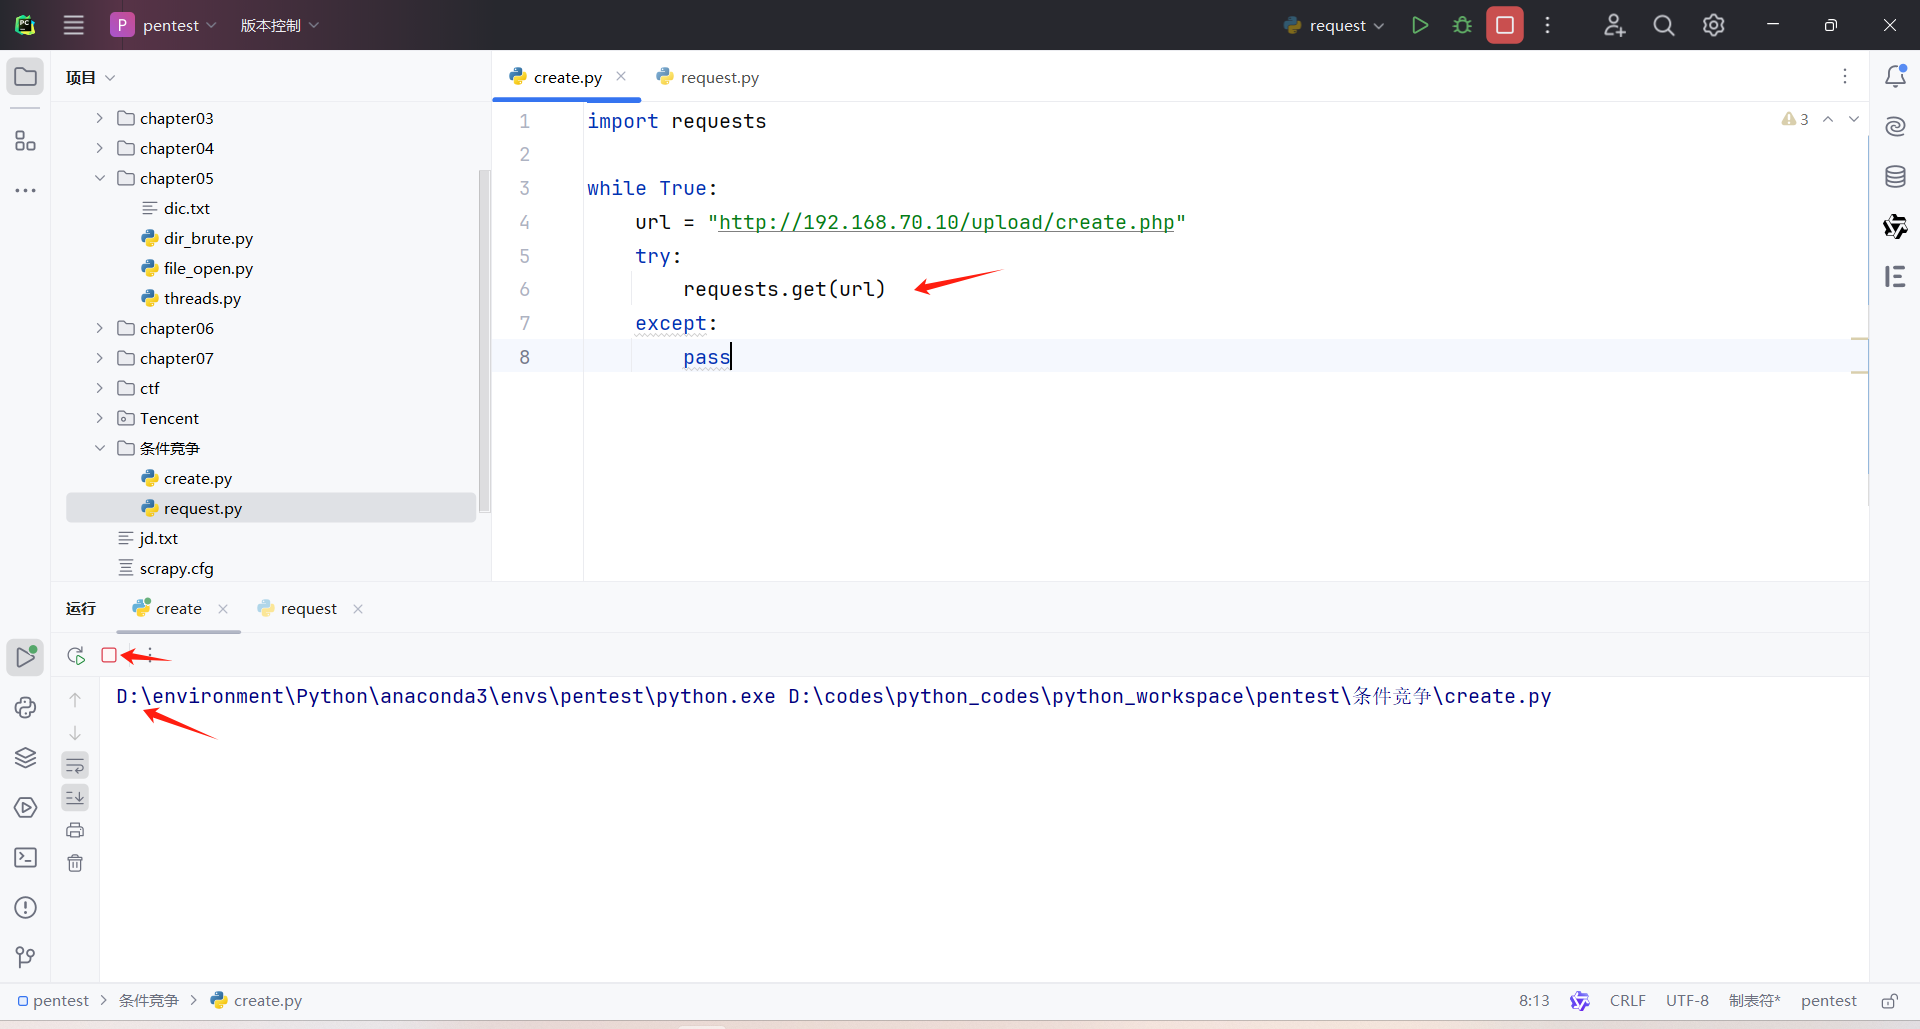 P pentest 版本控制 request
项目
create.py request.py
chapter03
chapter04
chapter05
dic.txt
dir_brute.py
file_open.py
threads.py
chapter06
chapter07
ctf
Tencent
条件竞争
create.py
request.py
jd.txt
scrapy.cfg
3
1 import requests
2
3 while True:
4 url = "http://192.168.70.10/upload/create.php"
5 try:
6 requests.get(url)
7 except:
8 pass
运行 create request
D:\environment\Python\anaconda3\envs\pentest\python.exe D:\codes\python_codes\python_workspace\pentest\条件竞争\create.py
pentest 条件竞争 create.py 8:13 CRLF UTF-8 制表符* pentest